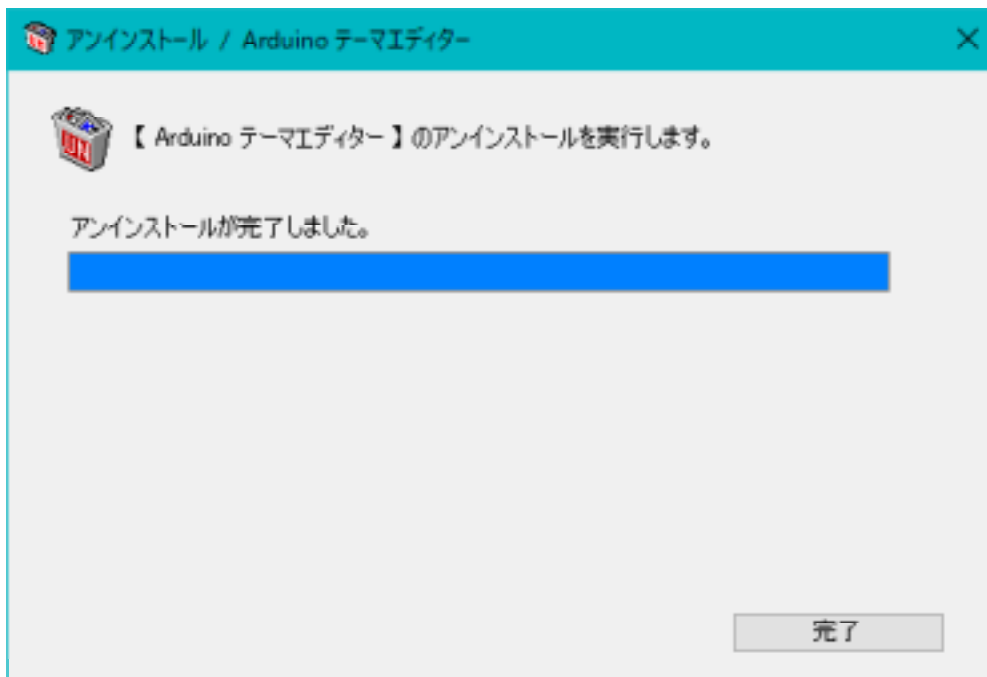 アンインストール / Arduino テーマエディター
【 Arduino テーマエディター 】のアンインストールを実行します。
UN
アンインストールが完了しました。
完了